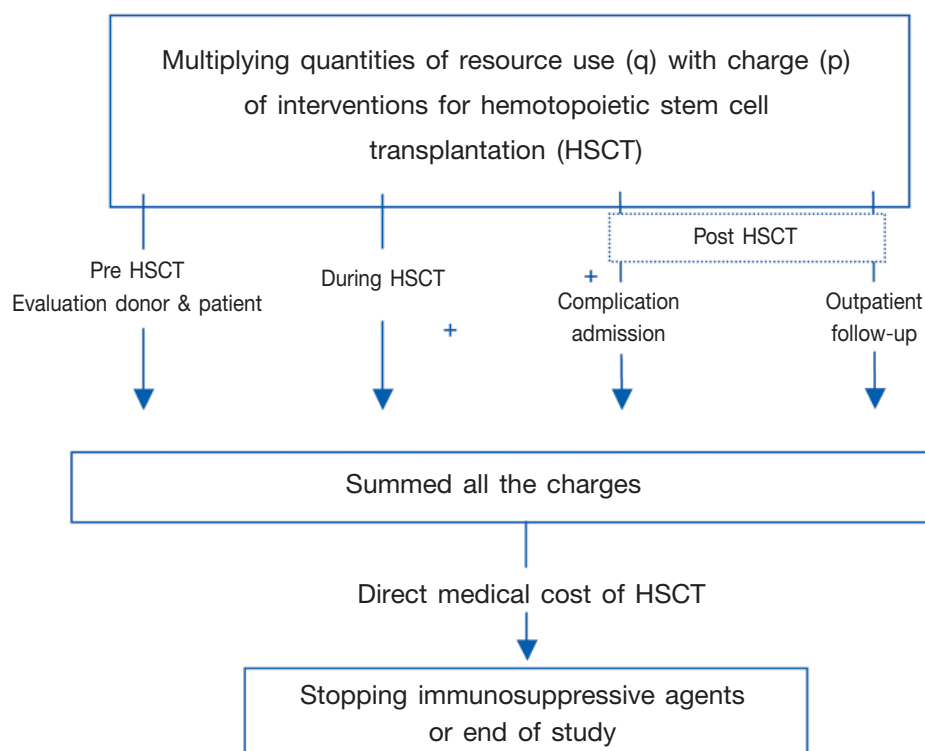 Multiplying quantities of resource use (q) with charge (p)
of interventions for hemotopoietic stem cell
transplantation (HSCT)
Post HSCT
Pre HSCT
Evaluation donor & patient
During HSCT
+
+
Complication
admission
Outpatient
follow-up
Summed all the charges
Direct medical cost of HSCT
Stopping immunosuppressive agents
or end of study